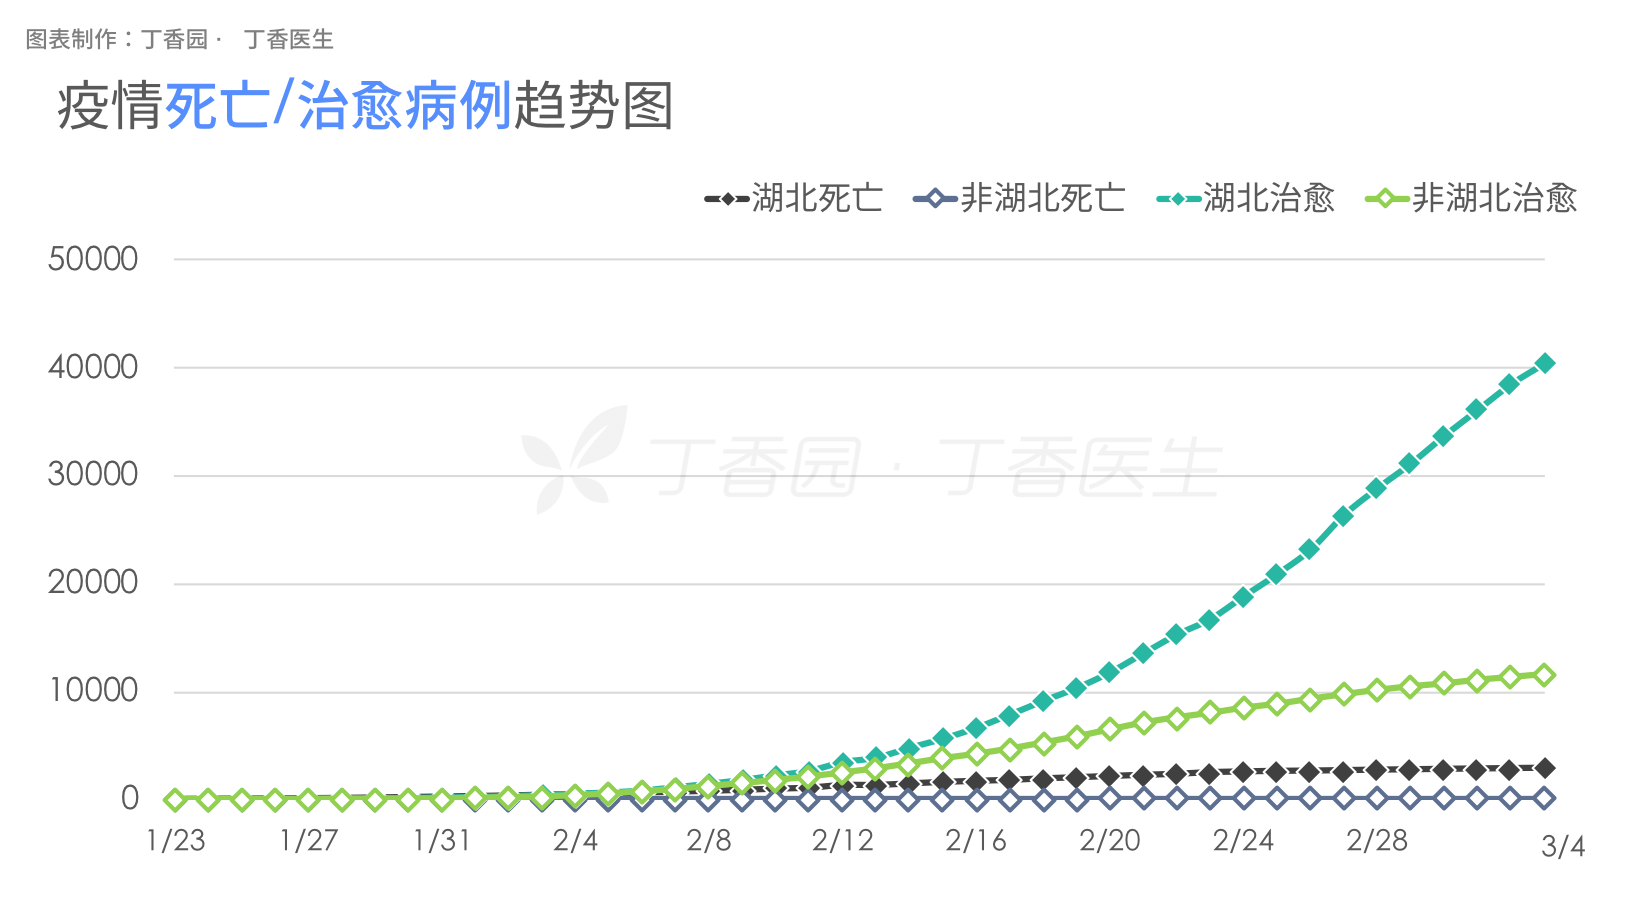 图表制作：丁香园 · 丁香医生
疫情死亡/治愈病例趋势图
湖北死亡 非湖北死亡 湖北治愈 非湖北治愈
50000
40000
丁香园 · 丁香医生
30000
20000
10000
0
1/23 1/27 1/31 2/4 2/8 2/12 2/16 2/20 2/24 2/28 3/4